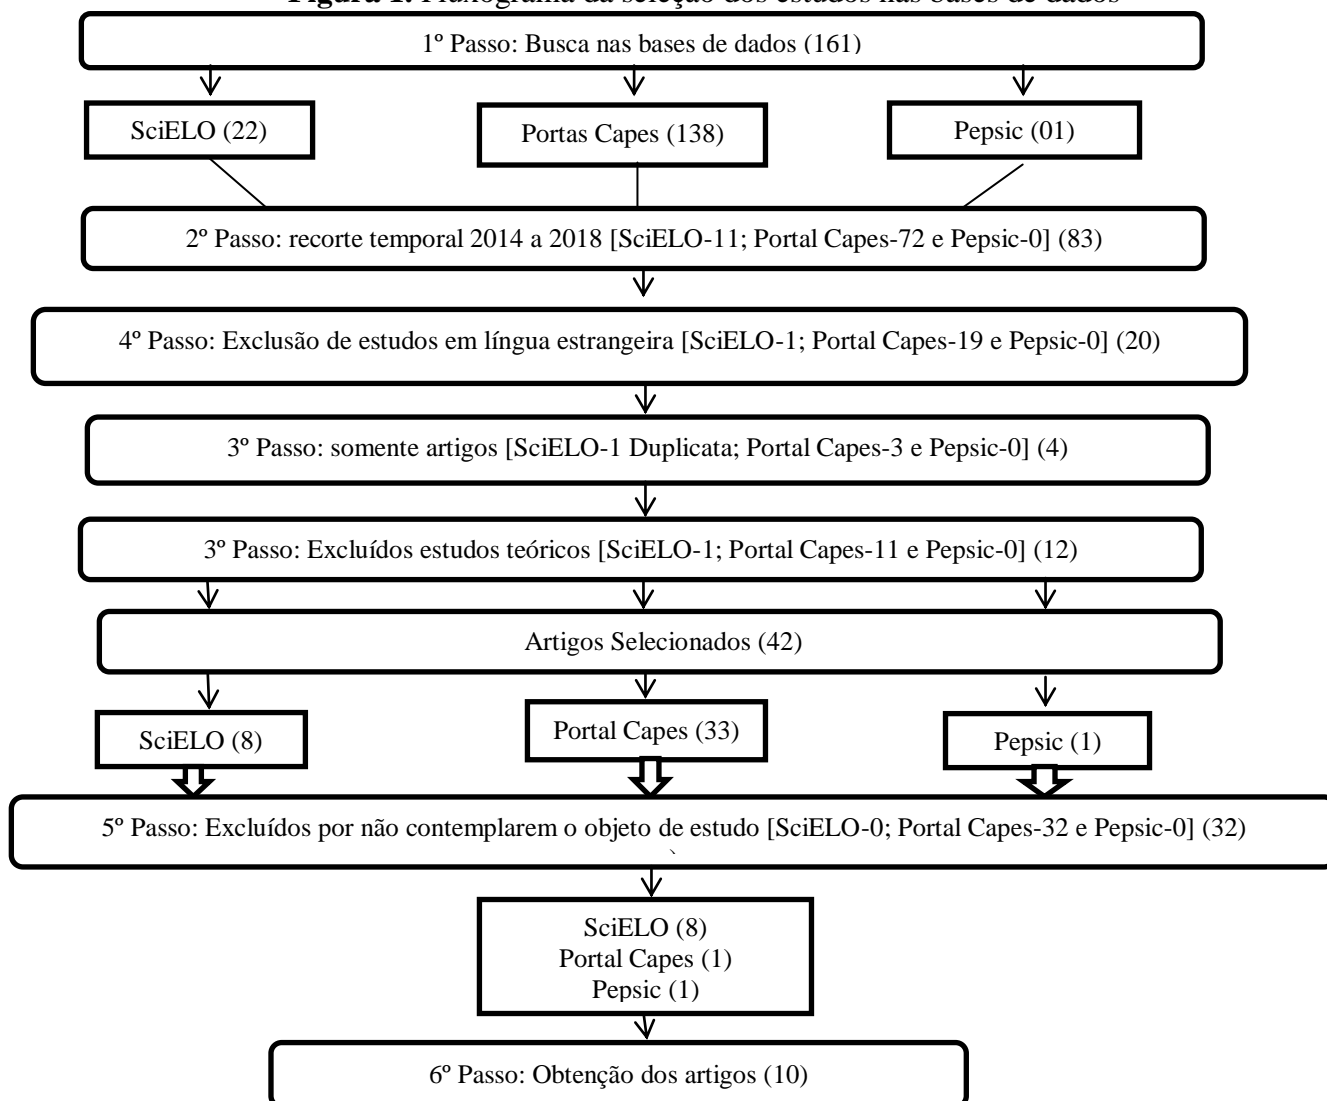 Figura 1. Fluxograma da seleção dos estudos nas bases de dados
1º Passo: Busca nas bases de dados (161)
SciELO (22)
Portas Capes (138)
Pepsic (01)
2º Passo: recorte temporal 2014 a 2018 [SciELO-11; Portal Capes-72 e Pepsic-0] (83)
4º Passo: Exclusão de estudos em língua estrangeira [SciELO-1; Portal Capes-19 e Pepsic-0] (20)
3º Passo: somente artigos [SciELO-1 Duplicata; Portal Capes-3 e Pepsic-0] (4)
3º Passo: Excluídos estudos teóricos [SciELO-1; Portal Capes-11 e Pepsic-0] (12)
Artigos Selecionados (42)
SciELO (8)
Portal Capes (33)
Pepsic (1)
5º Passo: Excluídos por não contemplarem o objeto de estudo [SciELO-0; Portal Capes-32 e Pepsic-0] (32)
SciELO (8)
Portal Capes (1)
Pepsic (1)
6º Passo: Obtenção dos artigos (10)